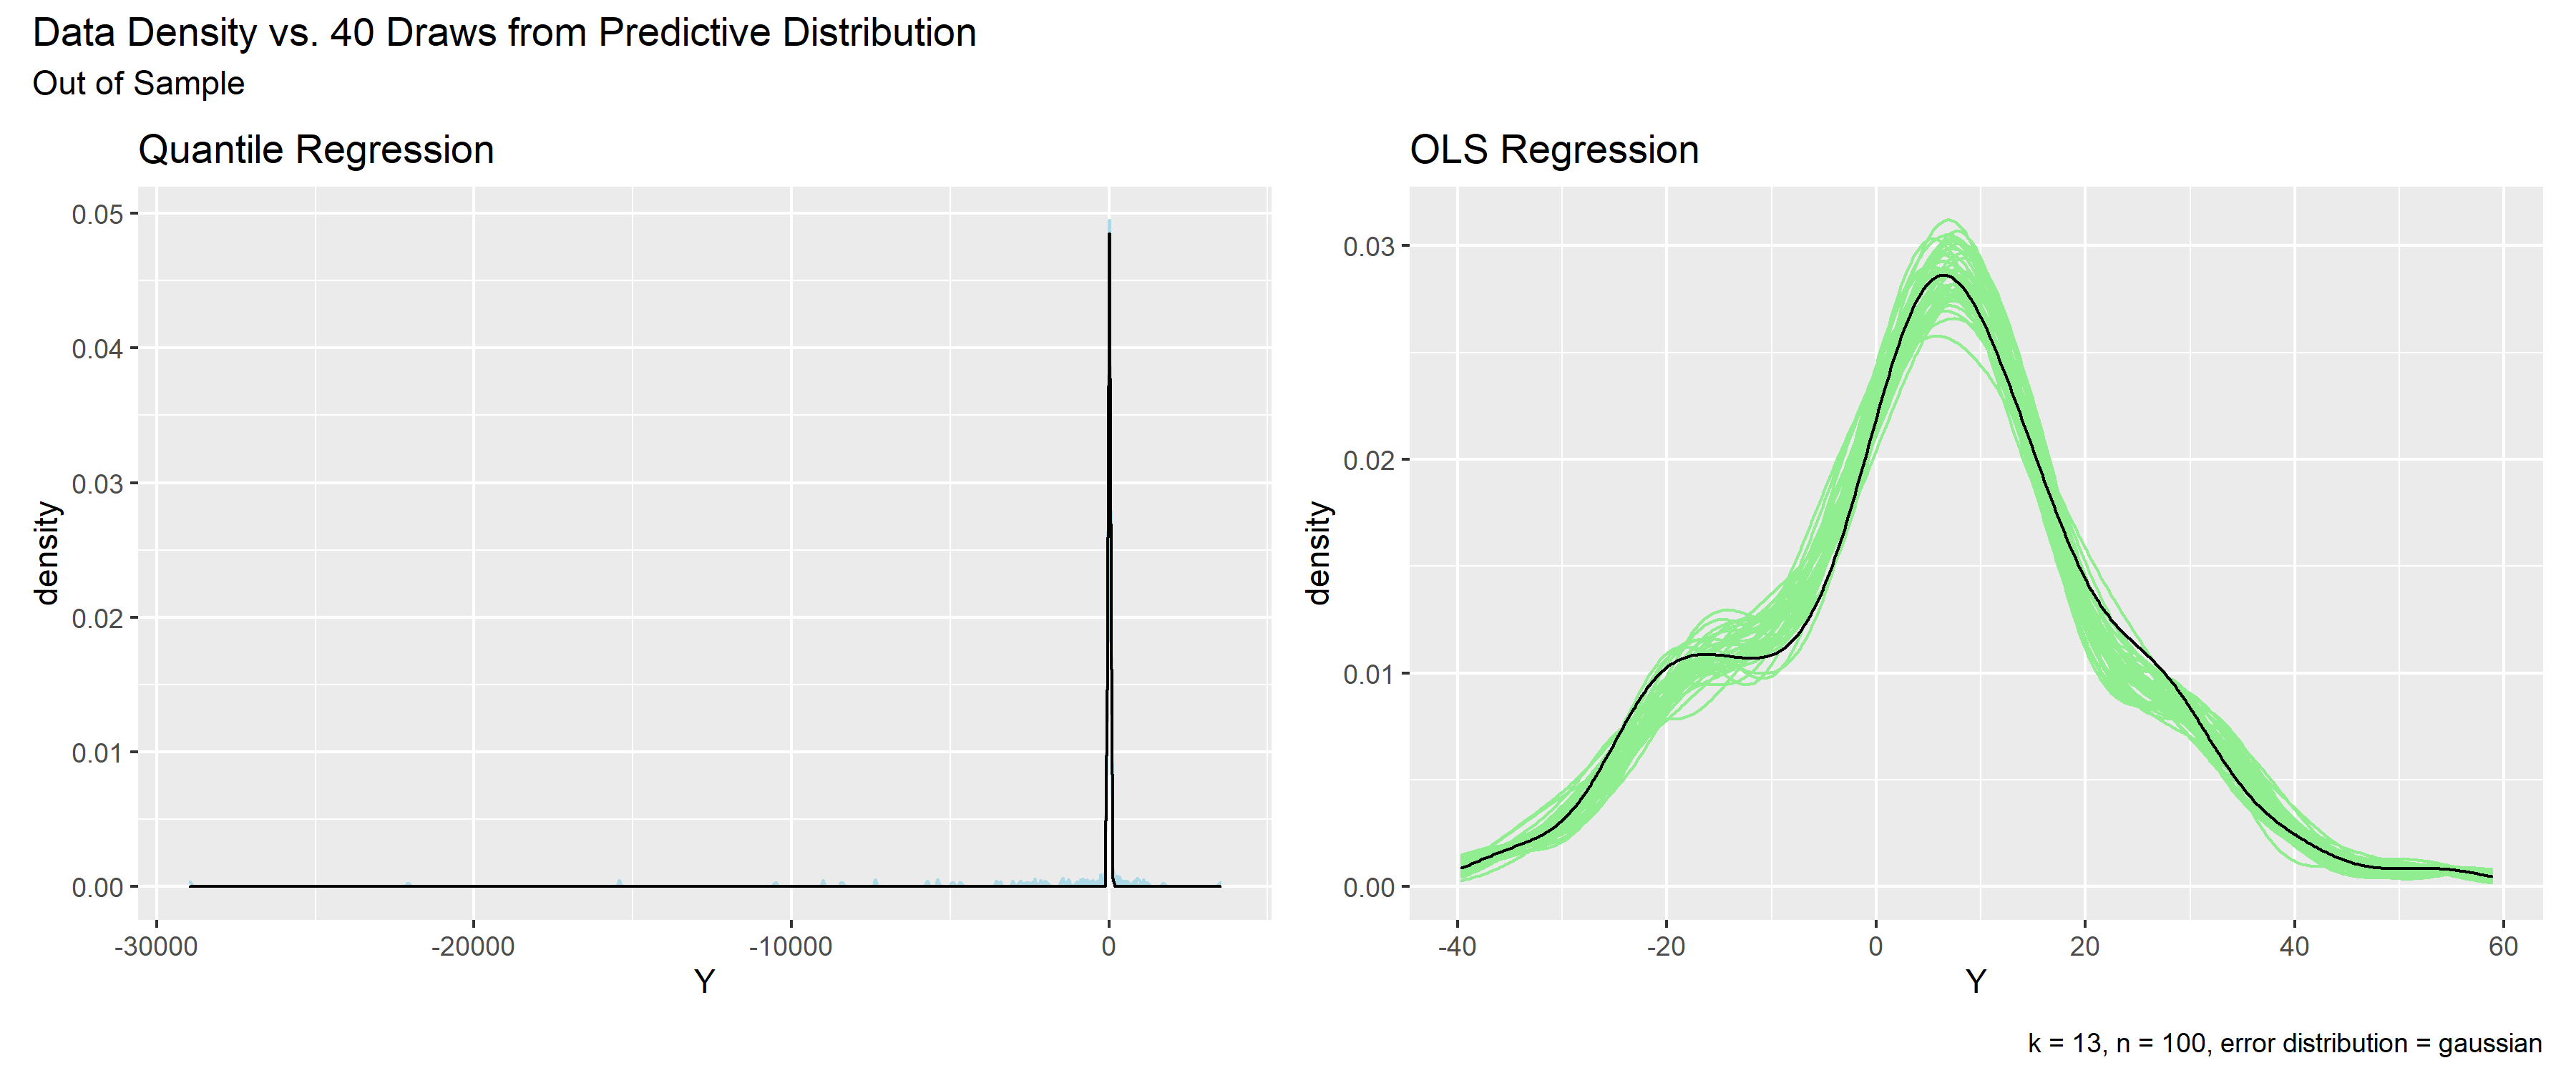 Data Density vs. 40 Draws from Predictive Distribution
Out of Sample
Quantile Regression
0.05
0.04
0.03
0.02
0.01
0.00
density
-30000 -20000 -10000 0
Y
OLS Regression
0.03
0.02
0.01
0.00
density
-40 -20 0 20 40 60
Y
k = 13, n = 100, error distribution = gaussian